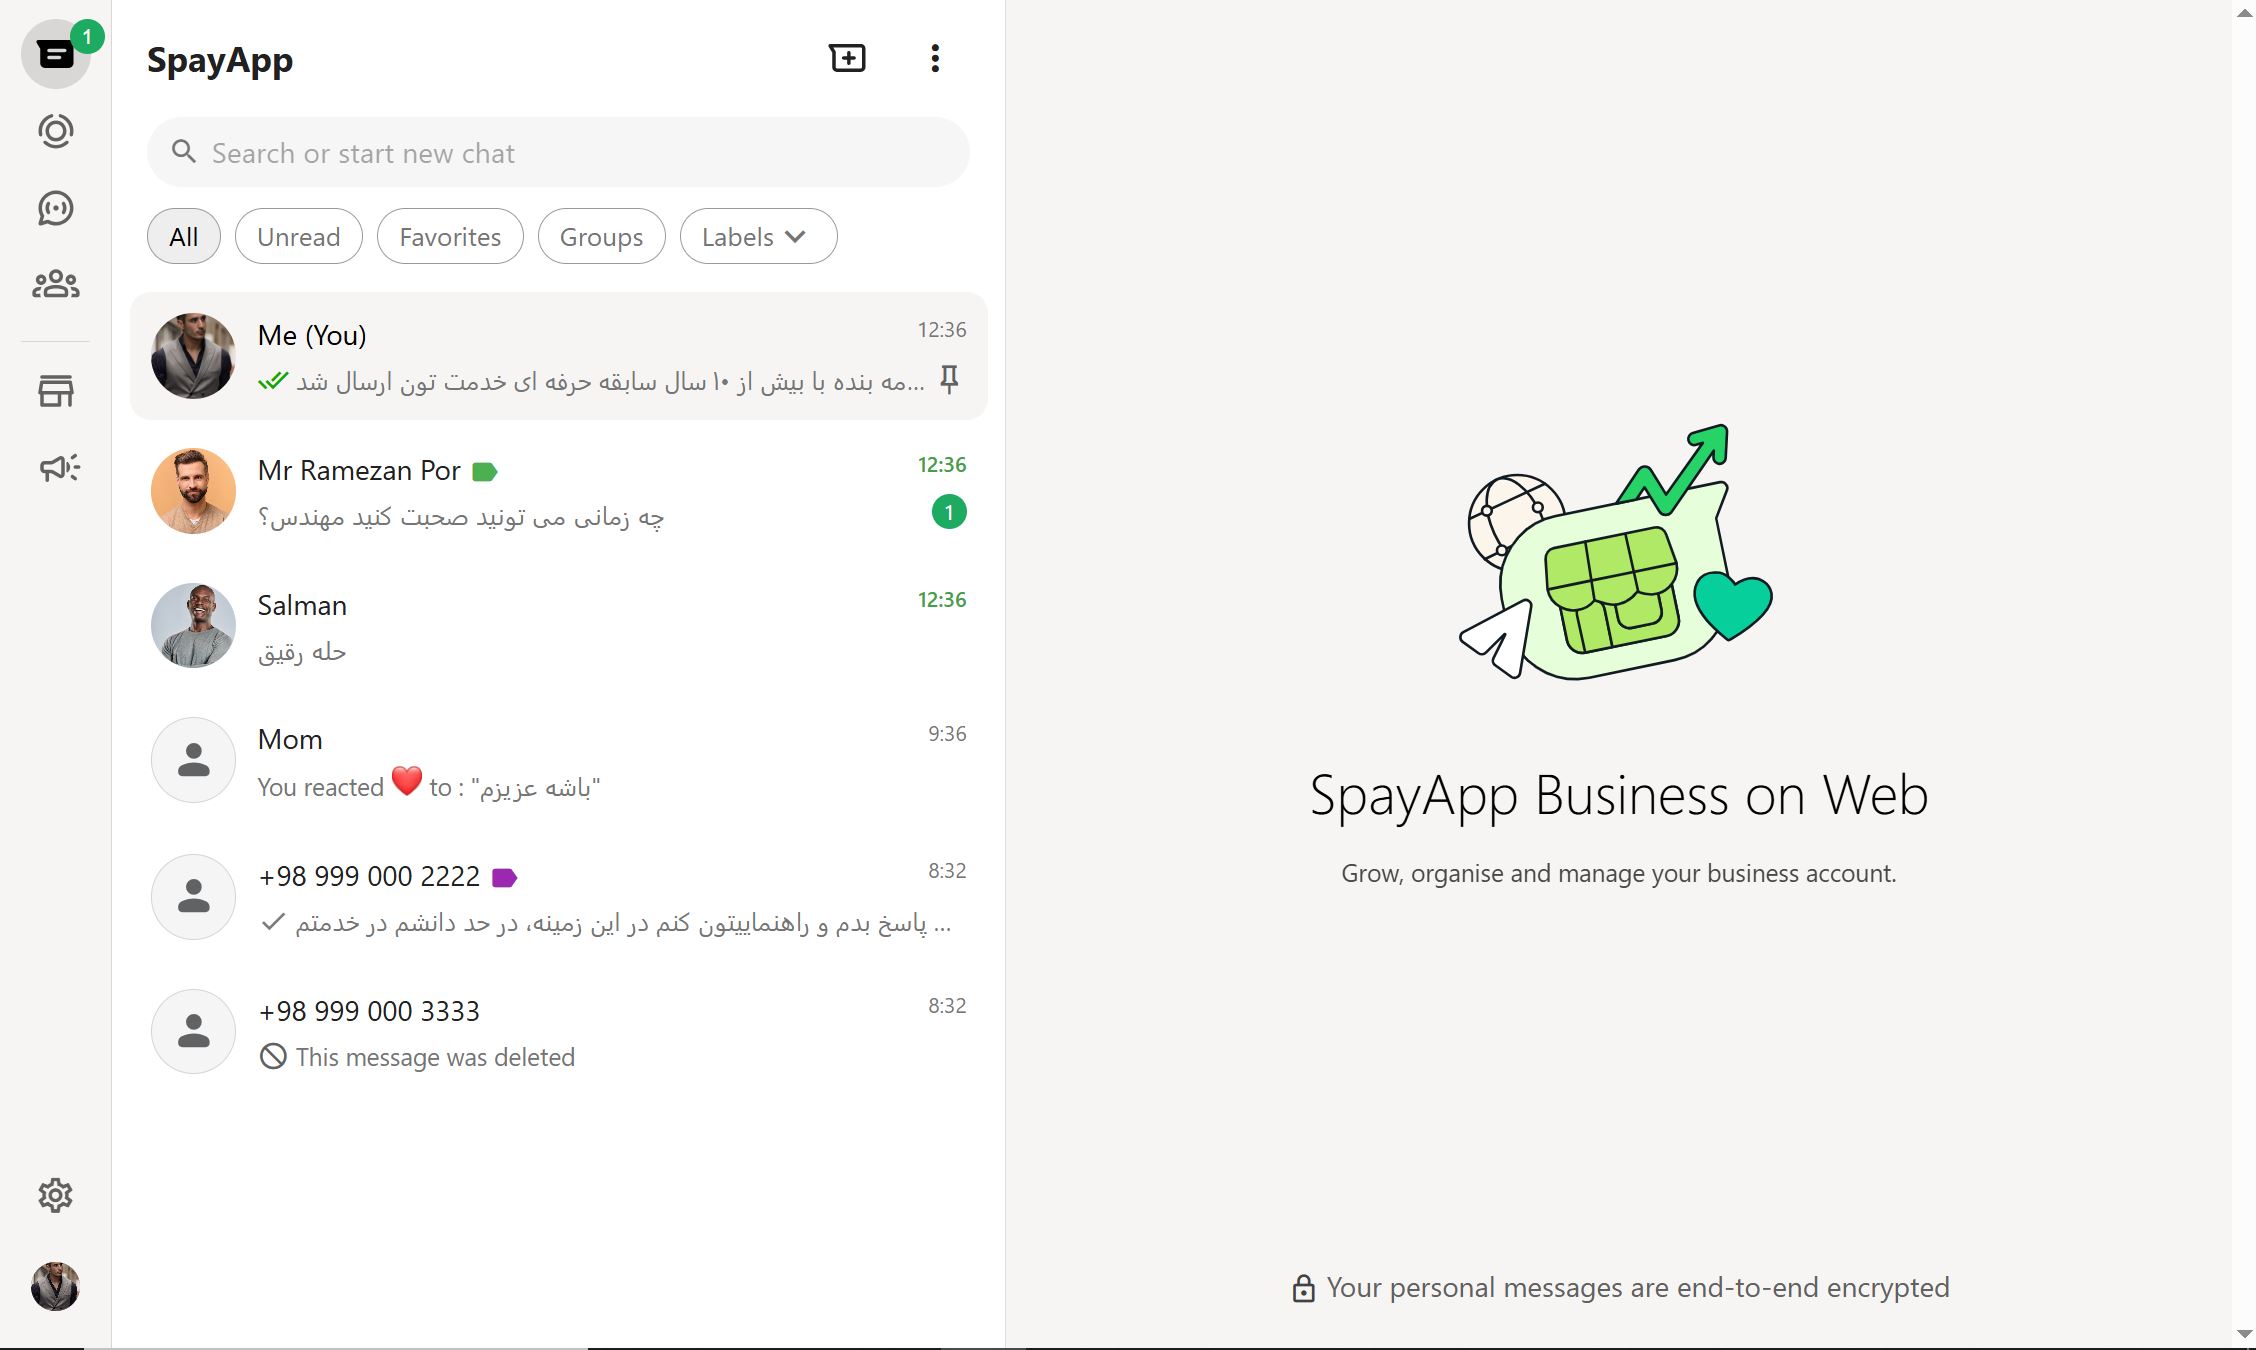 1
SpayApp
Search or start new chat
All
Unread
Favorites
Groups
Labels
Me (You)
12:36
...مه بنده با بیش از ۱۰ سال سابقه حرفه ای خدمت تون ارسال شد
Mr Ramezan Por
12:36
چه زمانی می تونید صحبت کنید مهندس؟
1
Salman
12:36
حله رقیق
Mom
9:36
You reacted ❤️ to : "باشه عزیزم"
+98 999 000 2222
8:32
پاسخ بدم و راهنماییتون کنم در این زمینه، در حد دانشم در خدمتم ...
+98 999 000 3333
8:32
This message was deleted
SpayApp Business on Web
Grow, organise and manage your business account.
Your personal messages are end-to-end encrypted